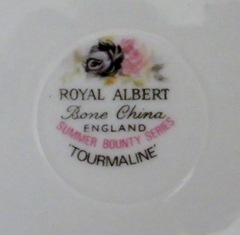 ROYAL ALBERT
Bone China
ENGLAND
SUMMER BOUNTY SERIES
'TOURMALINE'